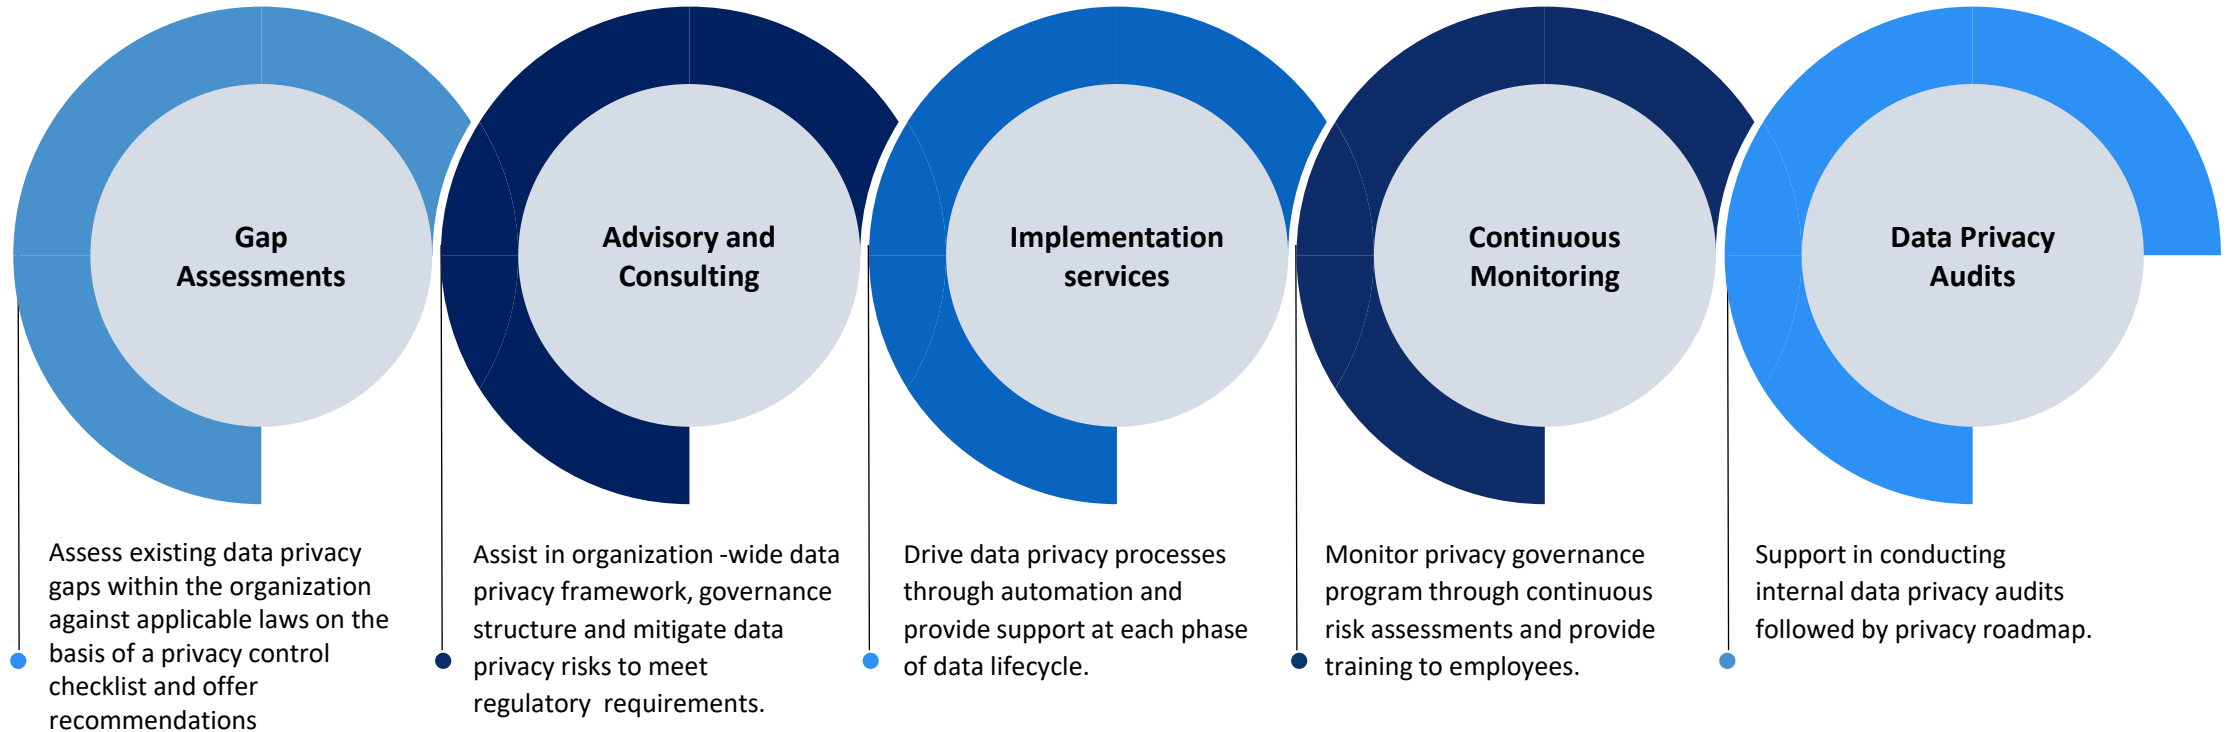 Gap
Assessments
Advisory and
Consulting
Implementation
services
Continuous
Monitoring
Data Privacy
Audits
Assess existing data privacy
gaps within the organization
against applicable laws on the
basis of a privacy control
checklist and offer
recommendations
Assist in organization -wide data
privacy framework, governance
structure and mitigate data
privacy risks to meet
regulatory  requirements.
Drive data privacy processes
through automation and
provide support at each phase
of data lifecycle.
Monitor privacy governance
program through continuous
risk assessments and provide
training to employees.
Support in conducting
internal data privacy audits
followed by privacy roadmap.